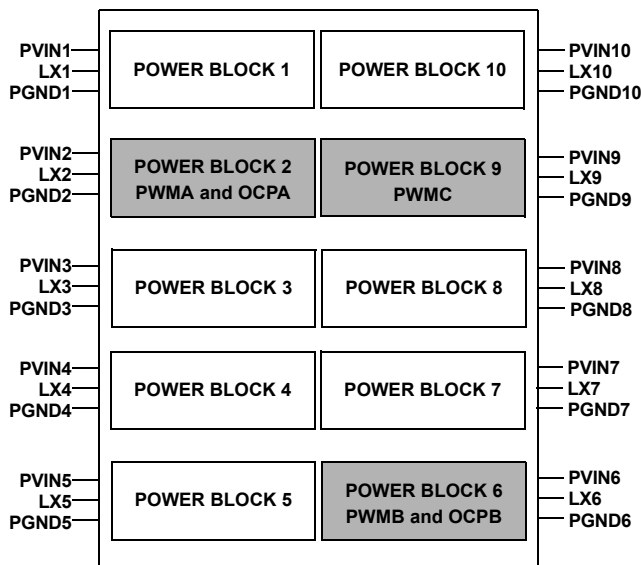 PVIN1
LX1
PGND1
POWER BLOCK 1
POWER BLOCK 10
PVIN10
LX10
PGND10
PVIN2
LX2
PGND2
POWER BLOCK 2
PWMA and OCPA
POWER BLOCK 9
PWMC
PVIN9
LX9
PGND9
PVIN3
LX3
PGND3
POWER BLOCK 3
POWER BLOCK 8
PVIN8
LX8
PGND8
PVIN4
LX4
PGND4
POWER BLOCK 4
POWER BLOCK 7
PVIN7
LX7
PGND7
PVIN5
LX5
PGND5
POWER BLOCK 5
POWER BLOCK 6
PWMB and OCPB
PVIN6
LX6
PGND6